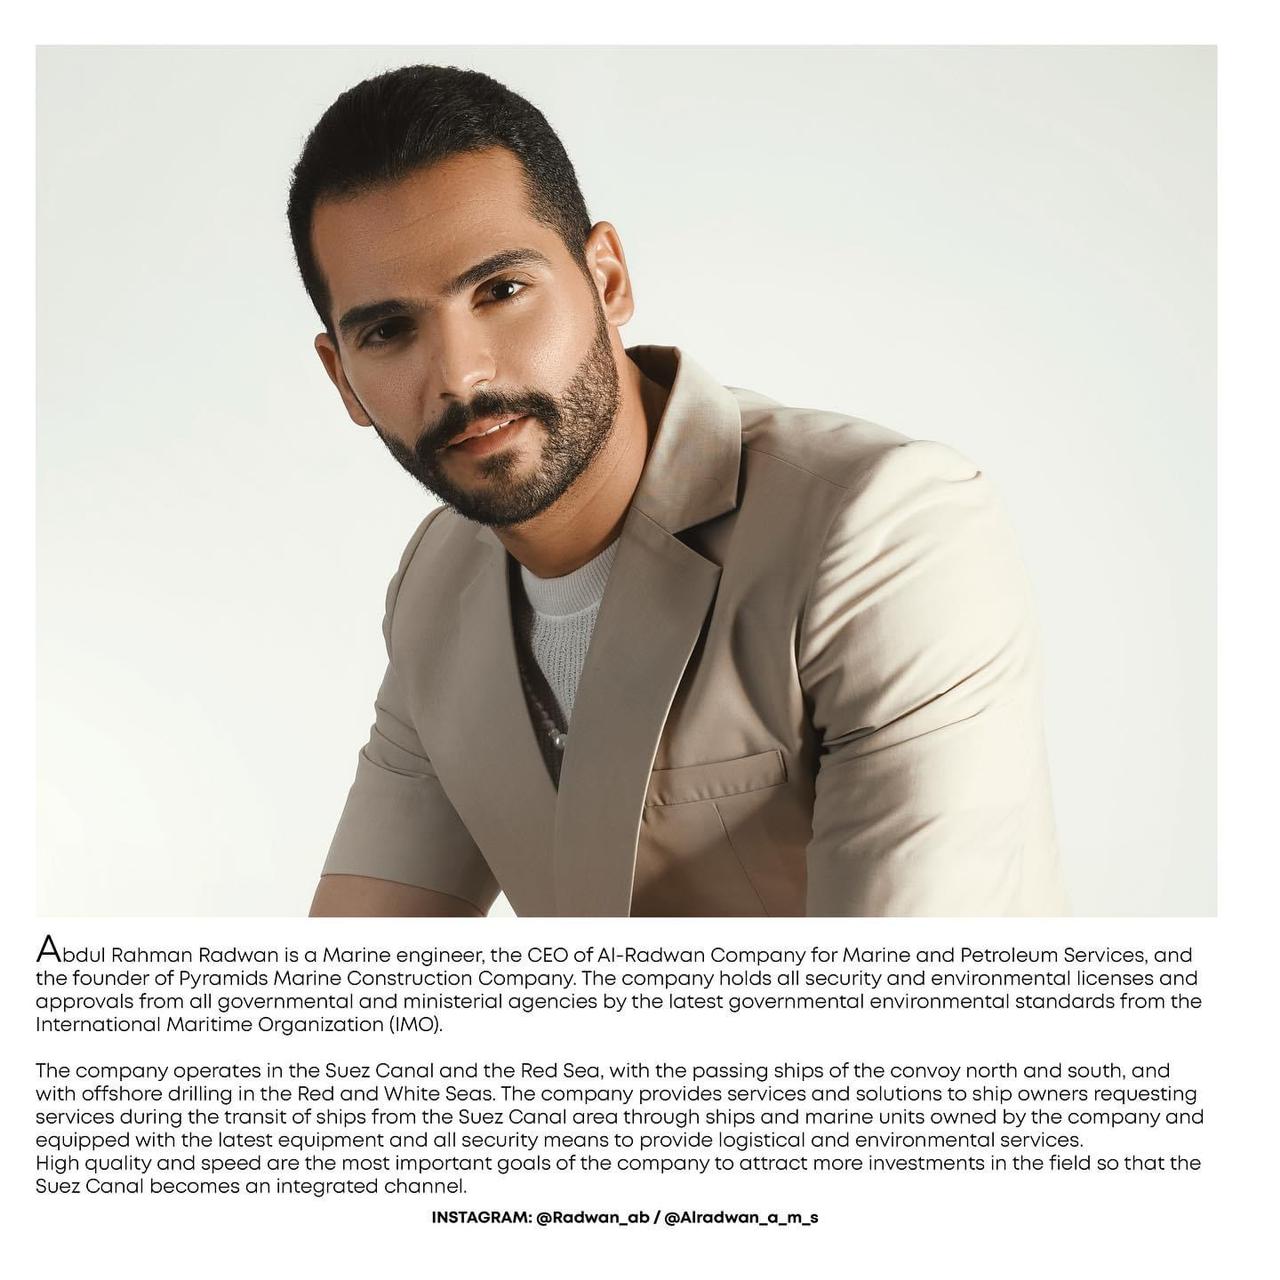 Abdul Rahman Radwan is a Marine engineer, the CEO of Al-Radwan Company for Marine and Petroleum Services, and
the founder of Pyramids Marine Construction Company. The company holds all security and environmental licenses and
approvals from all governmental and ministerial agencies by the latest governmental environmental standards from the
International Maritime Organization (IMO).
The company operates in the Suez Canal and the Red Sea, with the passing ships of the convoy north and south, and
with offshore drilling in the Red and White Seas. The company provides services and solutions to ship owners requesting
services during the transit of ships from the Suez Canal area through ships and marine units owned by the company and
equipped with the latest equipment and all security means to provide logistical and environmental services.
High quality and speed are the most important goals of the company to attract more investments in the field so that the
Suez Canal becomes an integrated channel.
INSTAGRAM: @Radwan_ab / @Alradwan_a_m_s